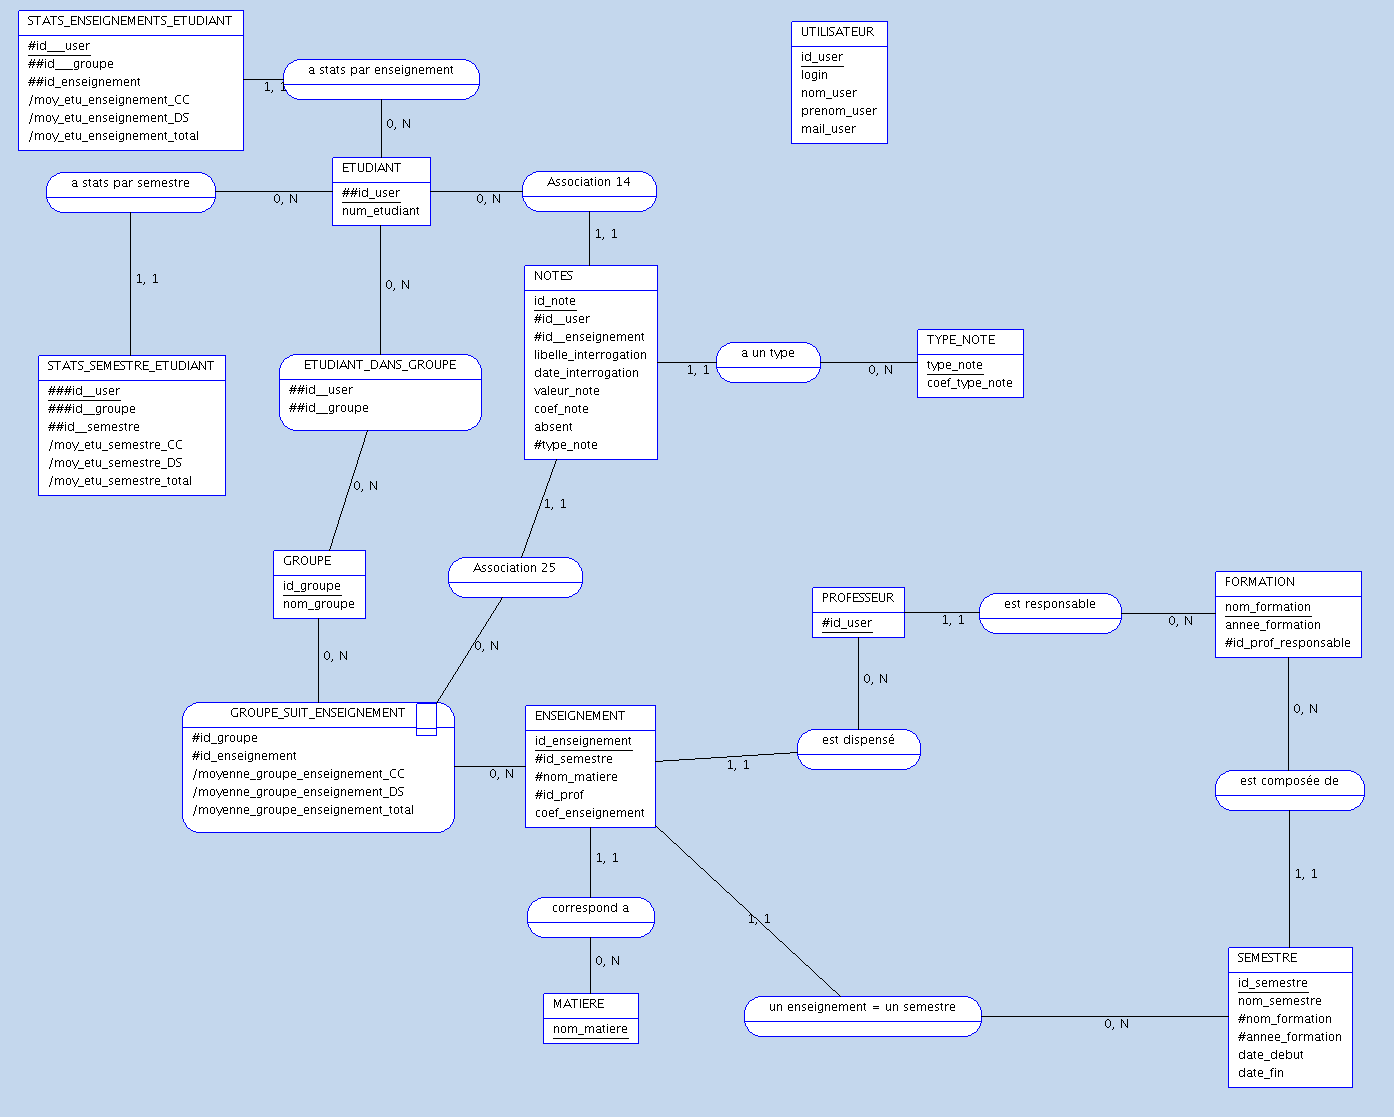 STATS_ENSEIGNEMENTS_ETUDIANT
#id___user
##id___groupe
##id_enseignement
/moy_etu_enseignement_CC
/moy_etu_enseignement_DS
/moy_etu_enseignement_total
1, 1
a stats par enseignement
0, N
UTILISATEUR
id_user
login
nom_user
prenom_user
mail_user
a stats par semestre
0, N
ETUDIANT
##id_user
num_etudiant
0, N
Association 14
1, 1
1, 1
0, N
NOTES
id_note
#id__user
#id__enseignement
libelle_interrogation
date_interrogation
valeur_note
coef_note
absent
#type_note
1, 1
a un type
0, N
TYPE_NOTE
type_note
coef_type_note
STATS_SEMESTRE_ETUDIANT
###id__user
###id__groupe
##id__semestre
/moy_etu_semestre_CC
/moy_etu_semestre_DS
/moy_etu_semestre_total
ETUDIANT_DANS_GROUPE
##id__user
##id__groupe
0, N
1, 1
GROUPE
id_groupe
nom_groupe
Association 25
0, N
0, N
PROFESSEUR
#id_user
1, 1
est responsable
0, N
FORMATION
nom_formation
annee_formation
#id_prof_responsable
0, N
0, N
GROUPE_SUIT_ENSEIGNEMENT
#id_groupe
#id_enseignement
/moyenne_groupe_enseignement_CC
/moyenne_groupe_enseignement_DS
/moyenne_groupe_enseignement_total
0, N
ENSEIGNEMENT
id_enseignement
#id_semestre
#nom_matiere
#id_prof
coef_enseignement
1, 1
est dispensé
est composée de
1, 1
1, 1
correspond a
0, N
MATIERE
nom_matiere
1, 1
un enseignement = un semestre
0, N
SEMESTRE
id_semestre
nom_semestre
#nom_formation
#annee_formation
date_debut
date_fin